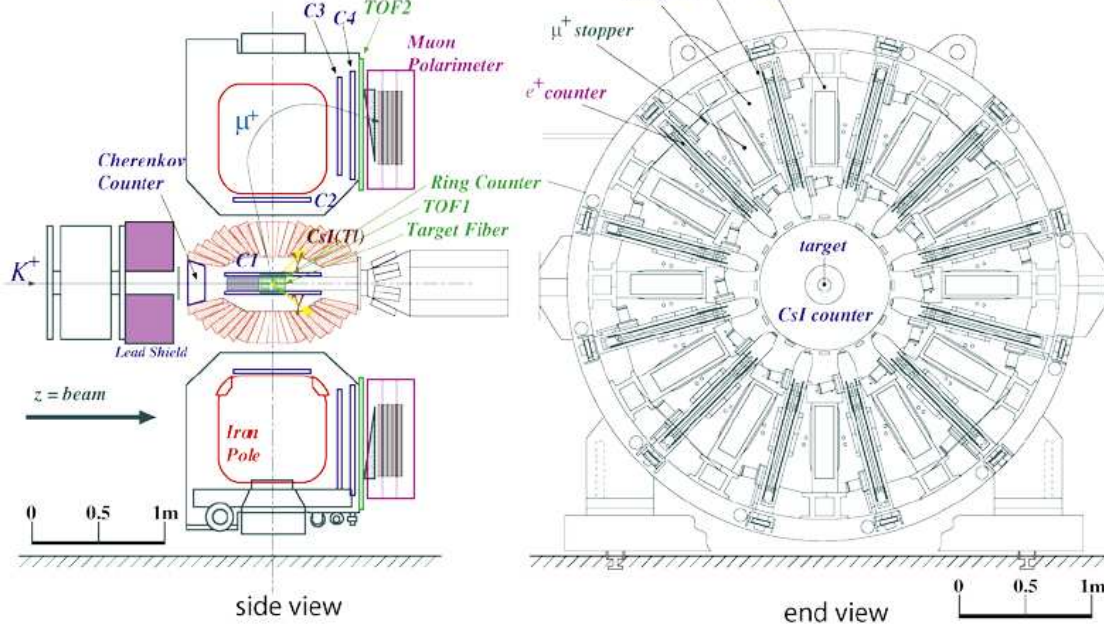 C3
C4
TOF2
Muon
Polarimeter
μ⁺
Cherenkov
Counter
C2
Ring Counter
TOF1
Target Fiber
CsI(Tl)
C1
K⁺
Lead Shield
z = beam
Iron
Pole
0 0.5 1m
side view
μ⁺ stopper
e⁺ counter
target
CsI counter
0 0.5 1m
end view